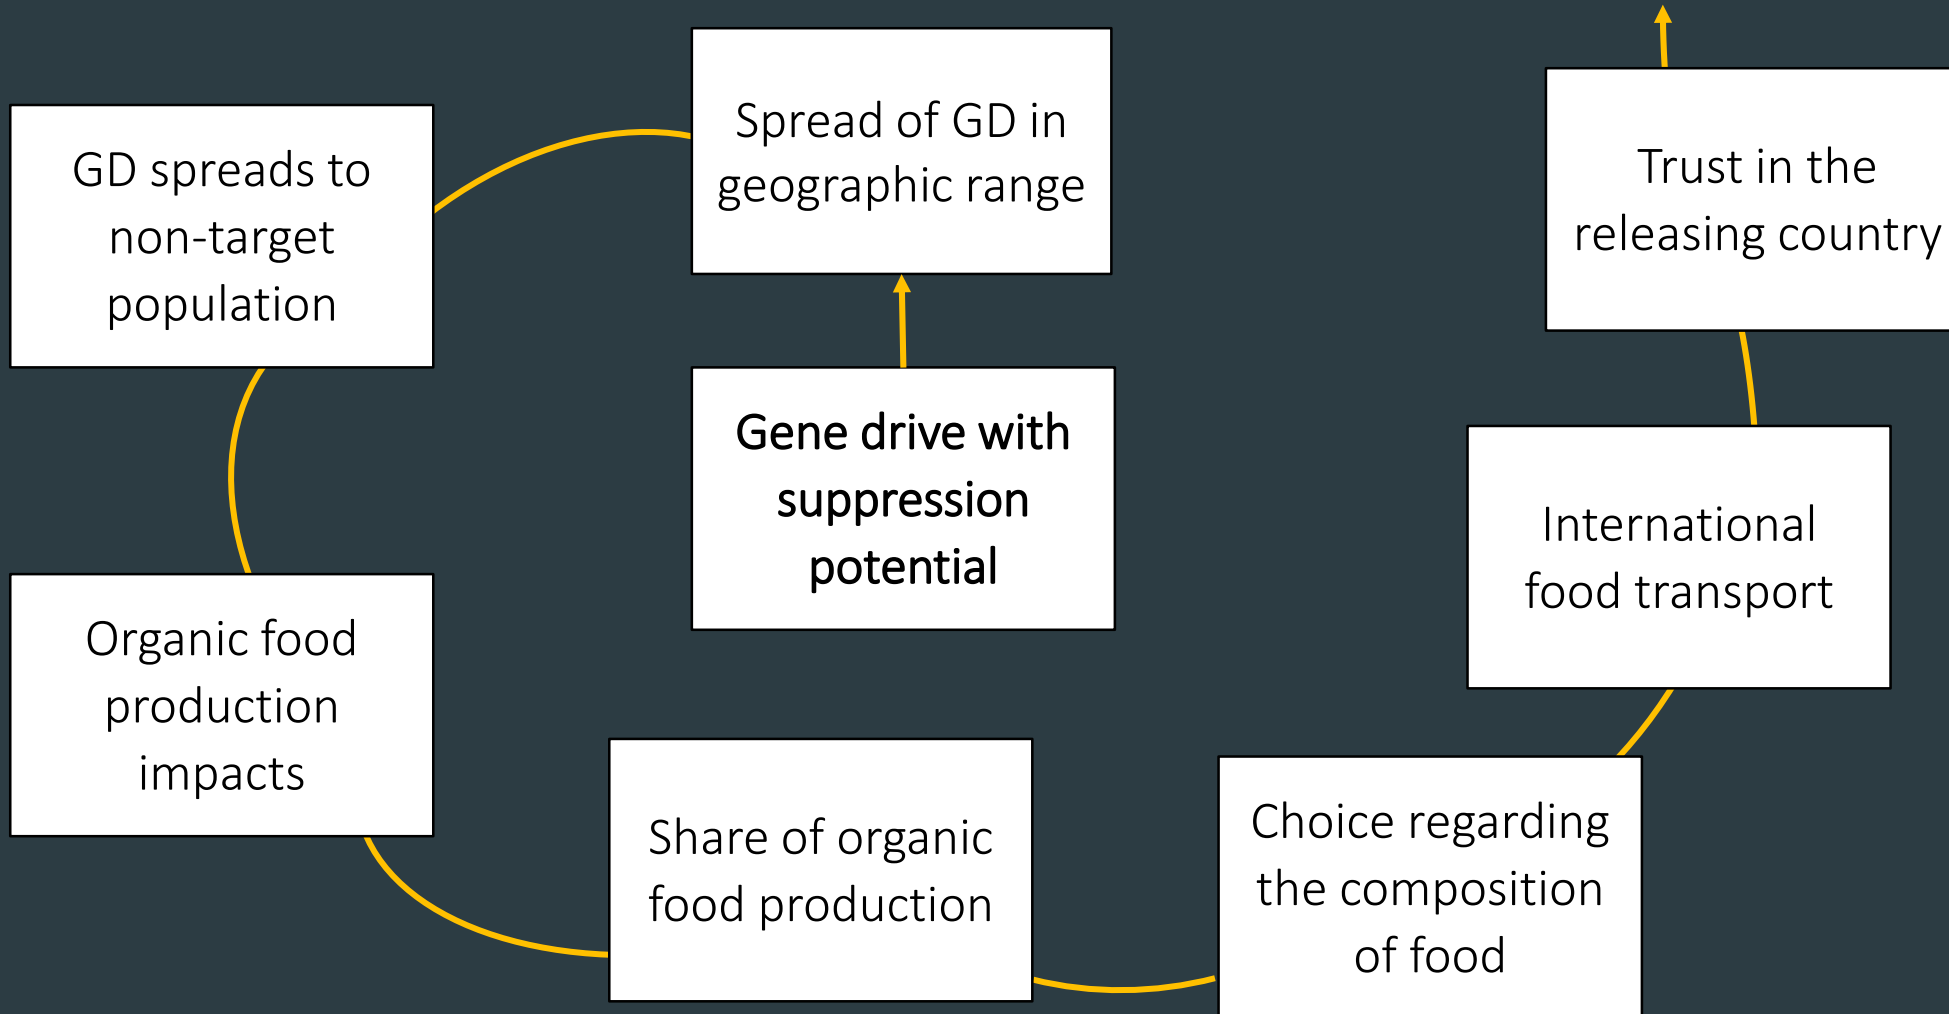 Spread of GD in
geographic range
GD spreads to
non-target
population
Trust in the
releasing country
Gene drive with
suppression
potential
International
food transport
Organic food
production
impacts
Share of organic
food production
Choice regarding
the composition
of food